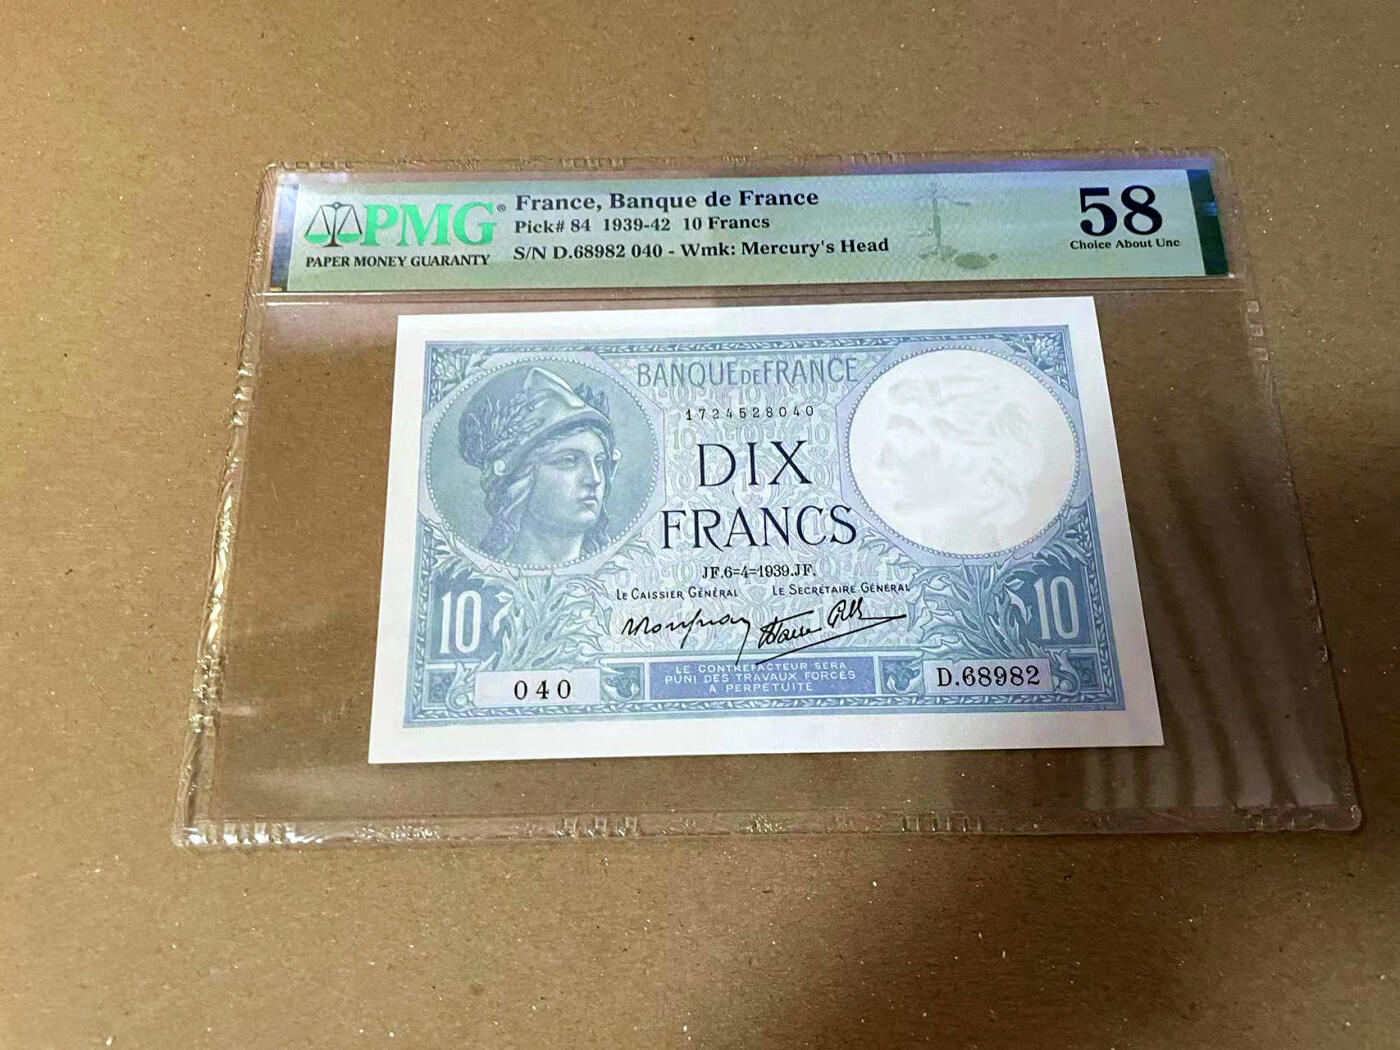 PMG®
PAPER MONEY GUARANTY
France, Banque de France
Pick# 84 1939-42 10 Francs
S/N D.68982 040 - Wmk: Mercury's Head
58
Choice About Unc
BANQUE DE FRANCE
1724528040
DIX
FRANCS
JF.6=4=1939.JF.
LE CAISSIER GÉNÉRAL LE SECRÉTAIRE GÉNÉRAL
10 10
LE CONTREFACTEUR SERA
PUNI DES TRAVAUX FORCÉS
À PERPÉTUITÉ
040 D.68982